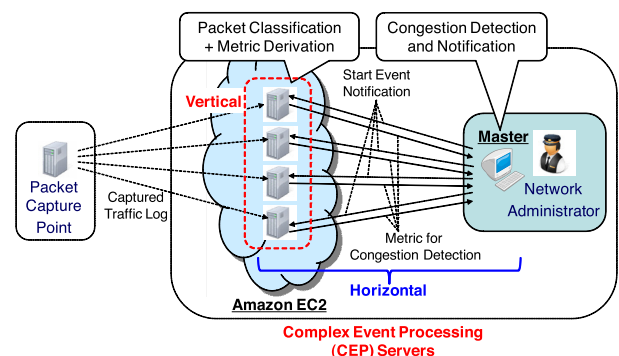 Packet Classification
+ Metric Derivation
Congestion Detection
and Notification
Start Event
Notification
Vertical
Master
Packet
Capture
Point
Captured
Traffic Log
Network
Administrator
Metric for
Congestion Detection
Horizontal
Amazon EC2
Complex Event Processing
(CEP) Servers